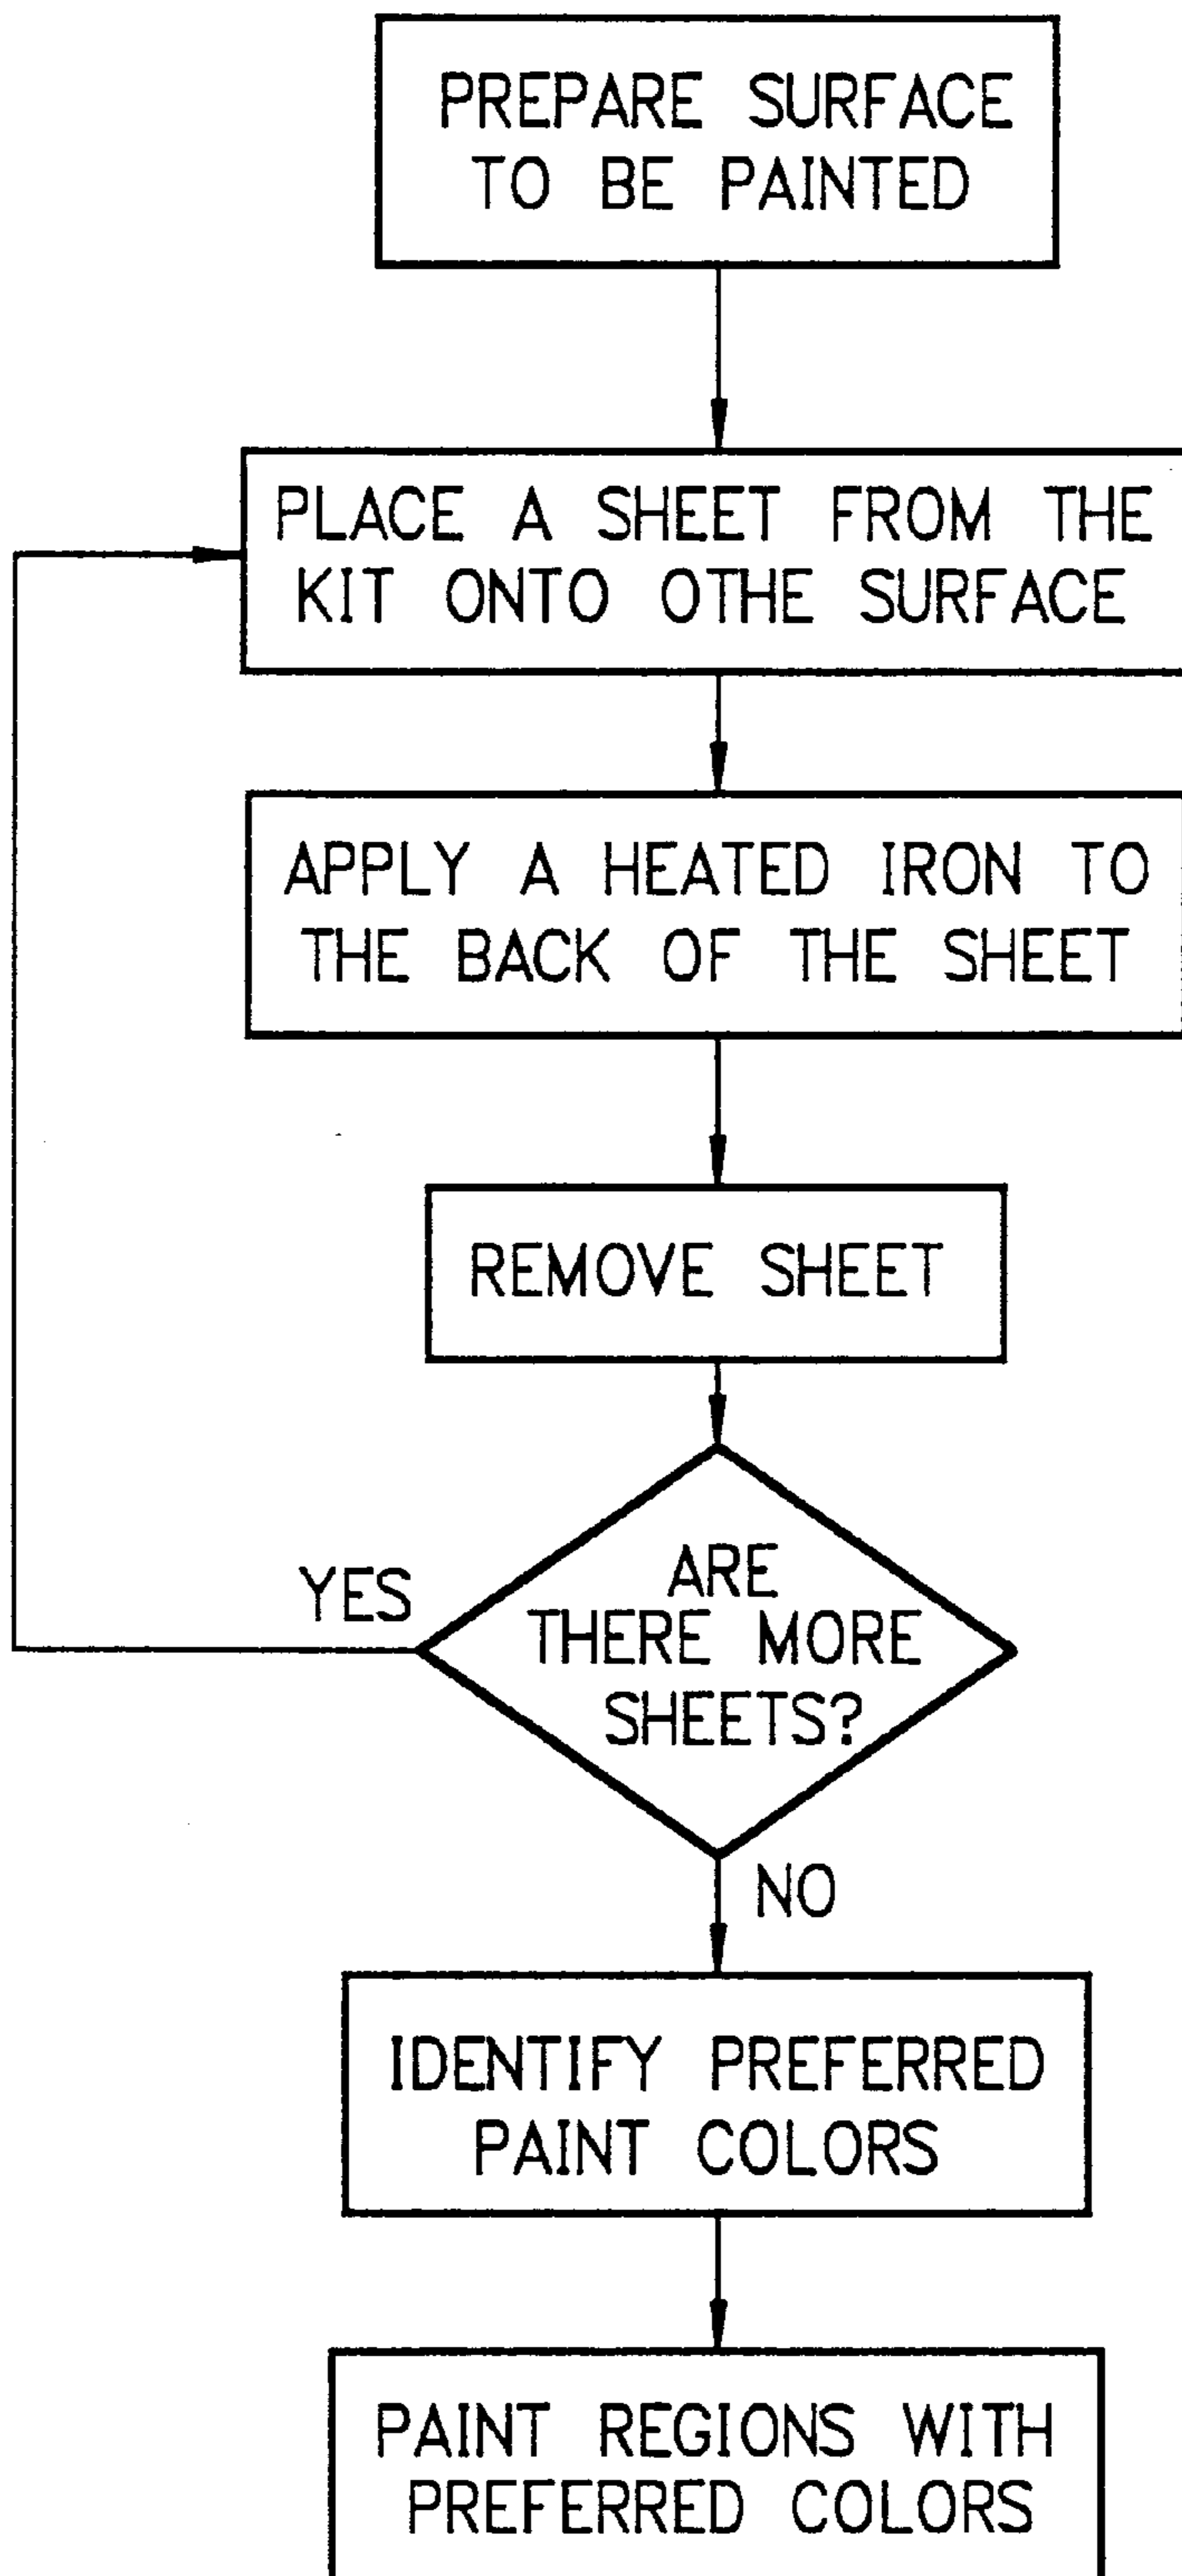 PREPARE SURFACE
TO BE PAINTED
PLACE A SHEET FROM THE
KIT ONTO OTHE SURFACE
APPLY A HEATED IRON TO
THE BACK OF THE SHEET
REMOVE SHEET
ARE
THERE MORE
SHEETS?
YES
NO
IDENTIFY PREFERRED
PAINT COLORS
PAINT REGIONS WITH
PREFERRED COLORS